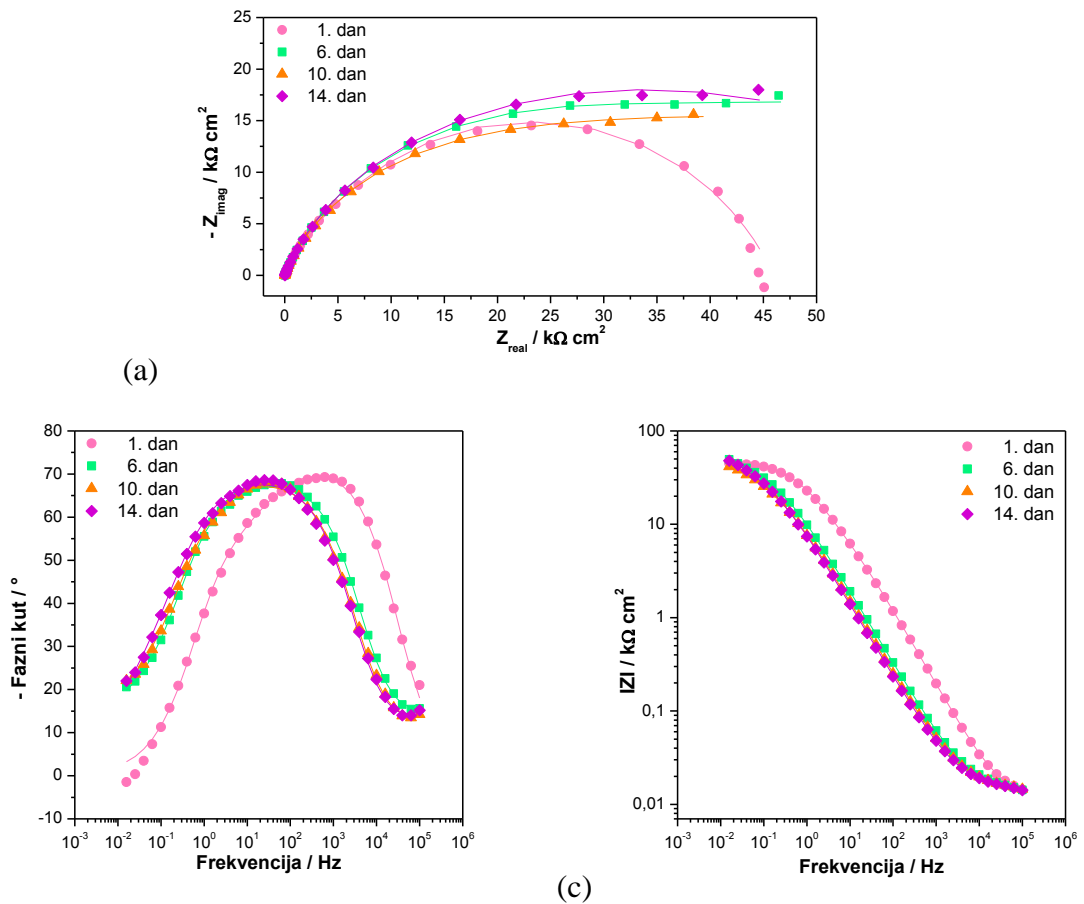 1. dan
6. dan
10. dan
14. dan
- Z_imag / kΩ cm²
25
20
15
10
5
0
0 5 10 15 20 25 30 35 40 45 50
Z_real / kΩ cm²
(a)
- Fazni kut / °
80
70
60
50
40
30
20
10
0
-10
1. dan
6. dan
10. dan
14. dan
10⁻³ 10⁻² 10⁻¹ 10⁰ 10¹ 10² 10³ 10⁴ 10⁵ 10⁶
Frekvencija / Hz
IZI / kΩ cm²
100
10
1
0,1
0,01
1. dan
6. dan
10. dan
14. dan
10⁻³ 10⁻² 10⁻¹ 10⁰ 10¹ 10² 10³ 10⁴ 10⁵ 10⁶
Frekvencija / Hz
(c)